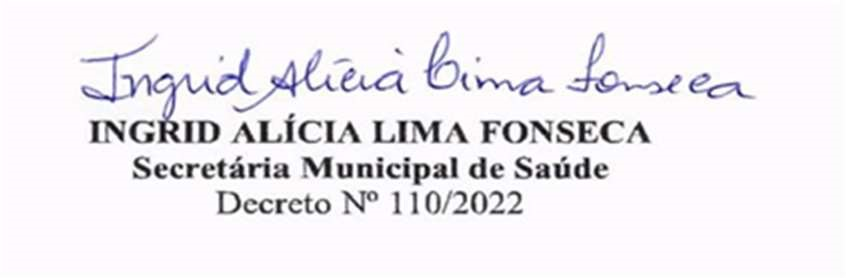 Ingrid Alícia Lima Fonseca
INGRID ALÍCIA LIMA FONSECA
Secretária Municipal de Saúde
Decreto Nº 110/2022